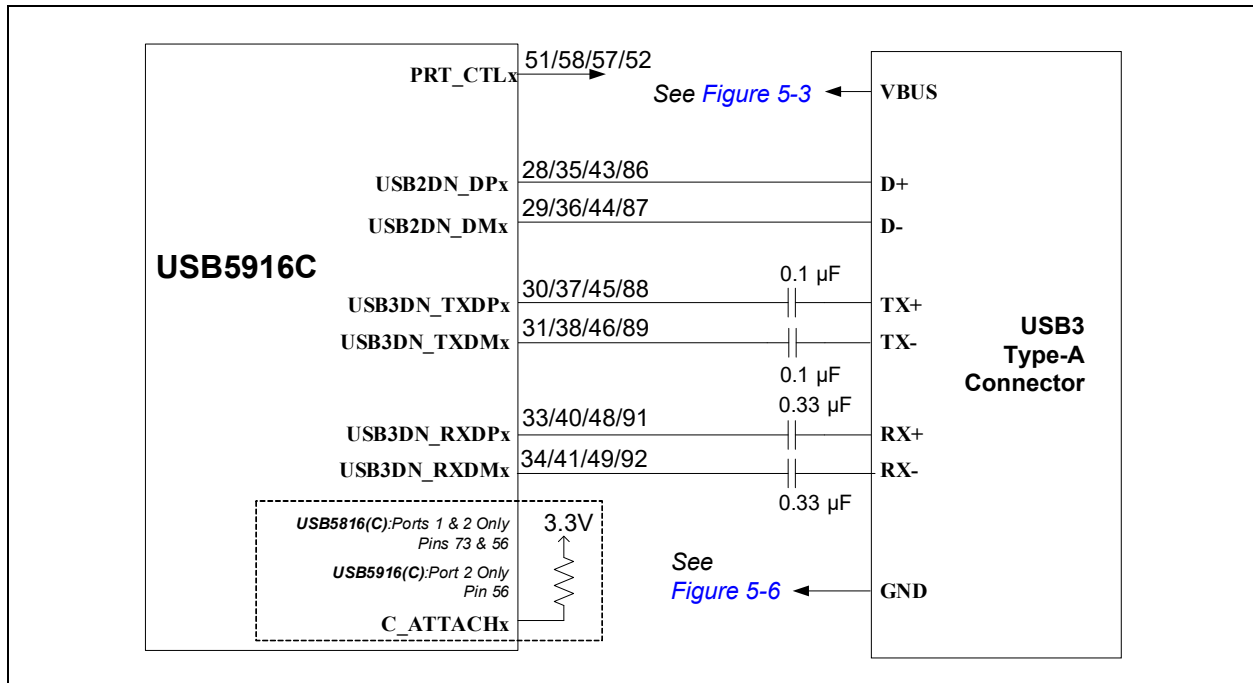 51/58/57/52
PRT_CTLx
See Figure 5-3
VBUS
28/35/43/86
USB2DN_DPx
D+
29/36/44/87
USB2DN_DMx
D-
USB5916C
0.1 µF
30/37/45/88
USB3DN_TXDPx
TX+
31/38/46/89
USB3DN_TXDMx
TX-
0.1 µF
USB3
Type-A
Connector
0.33 µF
33/40/48/91
USB3DN_RXDPx
RX+
34/41/49/92
USB3DN_RXDMx
RX-
0.33 µF
USB5816(C):Ports 1 & 2 Only
Pins 73 & 56
3.3V
USB5916(C):Port 2 Only
Pin 56
C_ATTACHx
See
Figure 5-6
GND